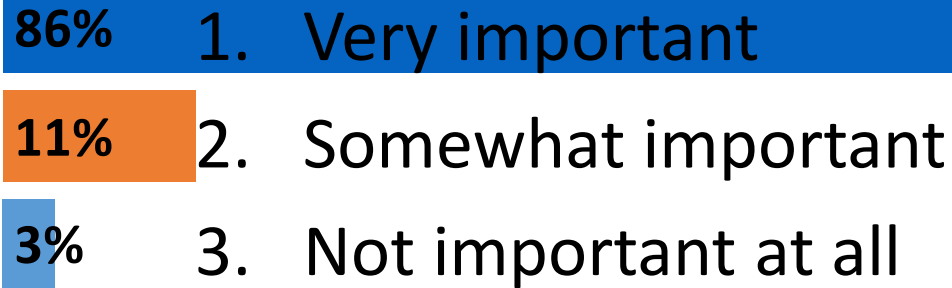 86% 1. Very important
11% 2. Somewhat important
3% 3. Not important at all